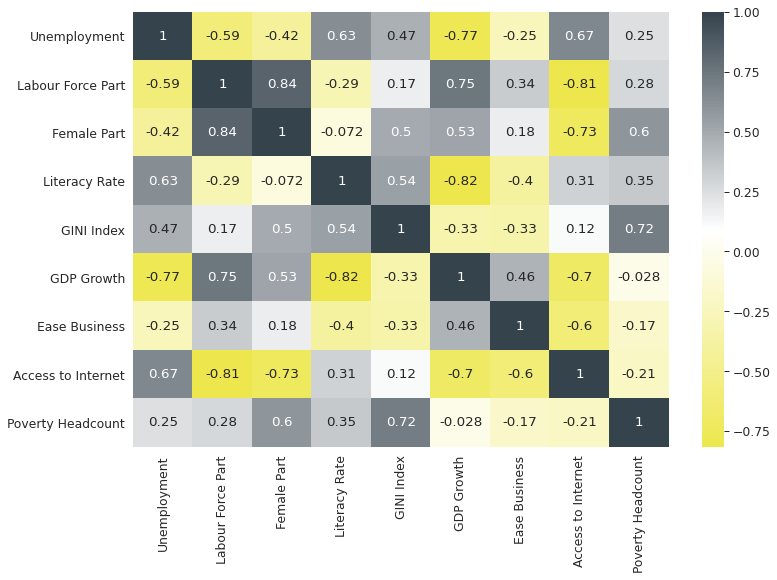 Unemployment 1 -0.59 -0.42 0.63 0.47 -0.77 -0.25 0.67 0.25
Labour Force Part -0.59 1 0.84 -0.29 0.17 0.75 0.34 -0.81 0.28
Female Part -0.42 0.84 1 -0.072 0.5 0.53 0.18 -0.73 0.6
Literacy Rate 0.63 -0.29 -0.072 1 0.54 -0.82 -0.4 0.31 0.35
GINI Index 0.47 0.17 0.5 0.54 1 -0.33 -0.33 0.12 0.72
GDP Growth -0.77 0.75 0.53 -0.82 -0.33 1 0.46 -0.7 -0.028
Ease Business -0.25 0.34 0.18 -0.4 -0.33 0.46 1 -0.6 -0.17
Access to Internet 0.67 -0.81 -0.73 0.31 0.12 -0.7 -0.6 1 -0.21
Poverty Headcount 0.25 0.28 0.6 0.35 0.72 -0.028 -0.17 -0.21 1
Unemployment
Labour Force Part
Female Part
Literacy Rate
GINI Index
GDP Growth
Ease Business
Access to Internet
Poverty Headcount
1.00
0.75
0.50
0.25
0.00
−0.25
−0.50
−0.75